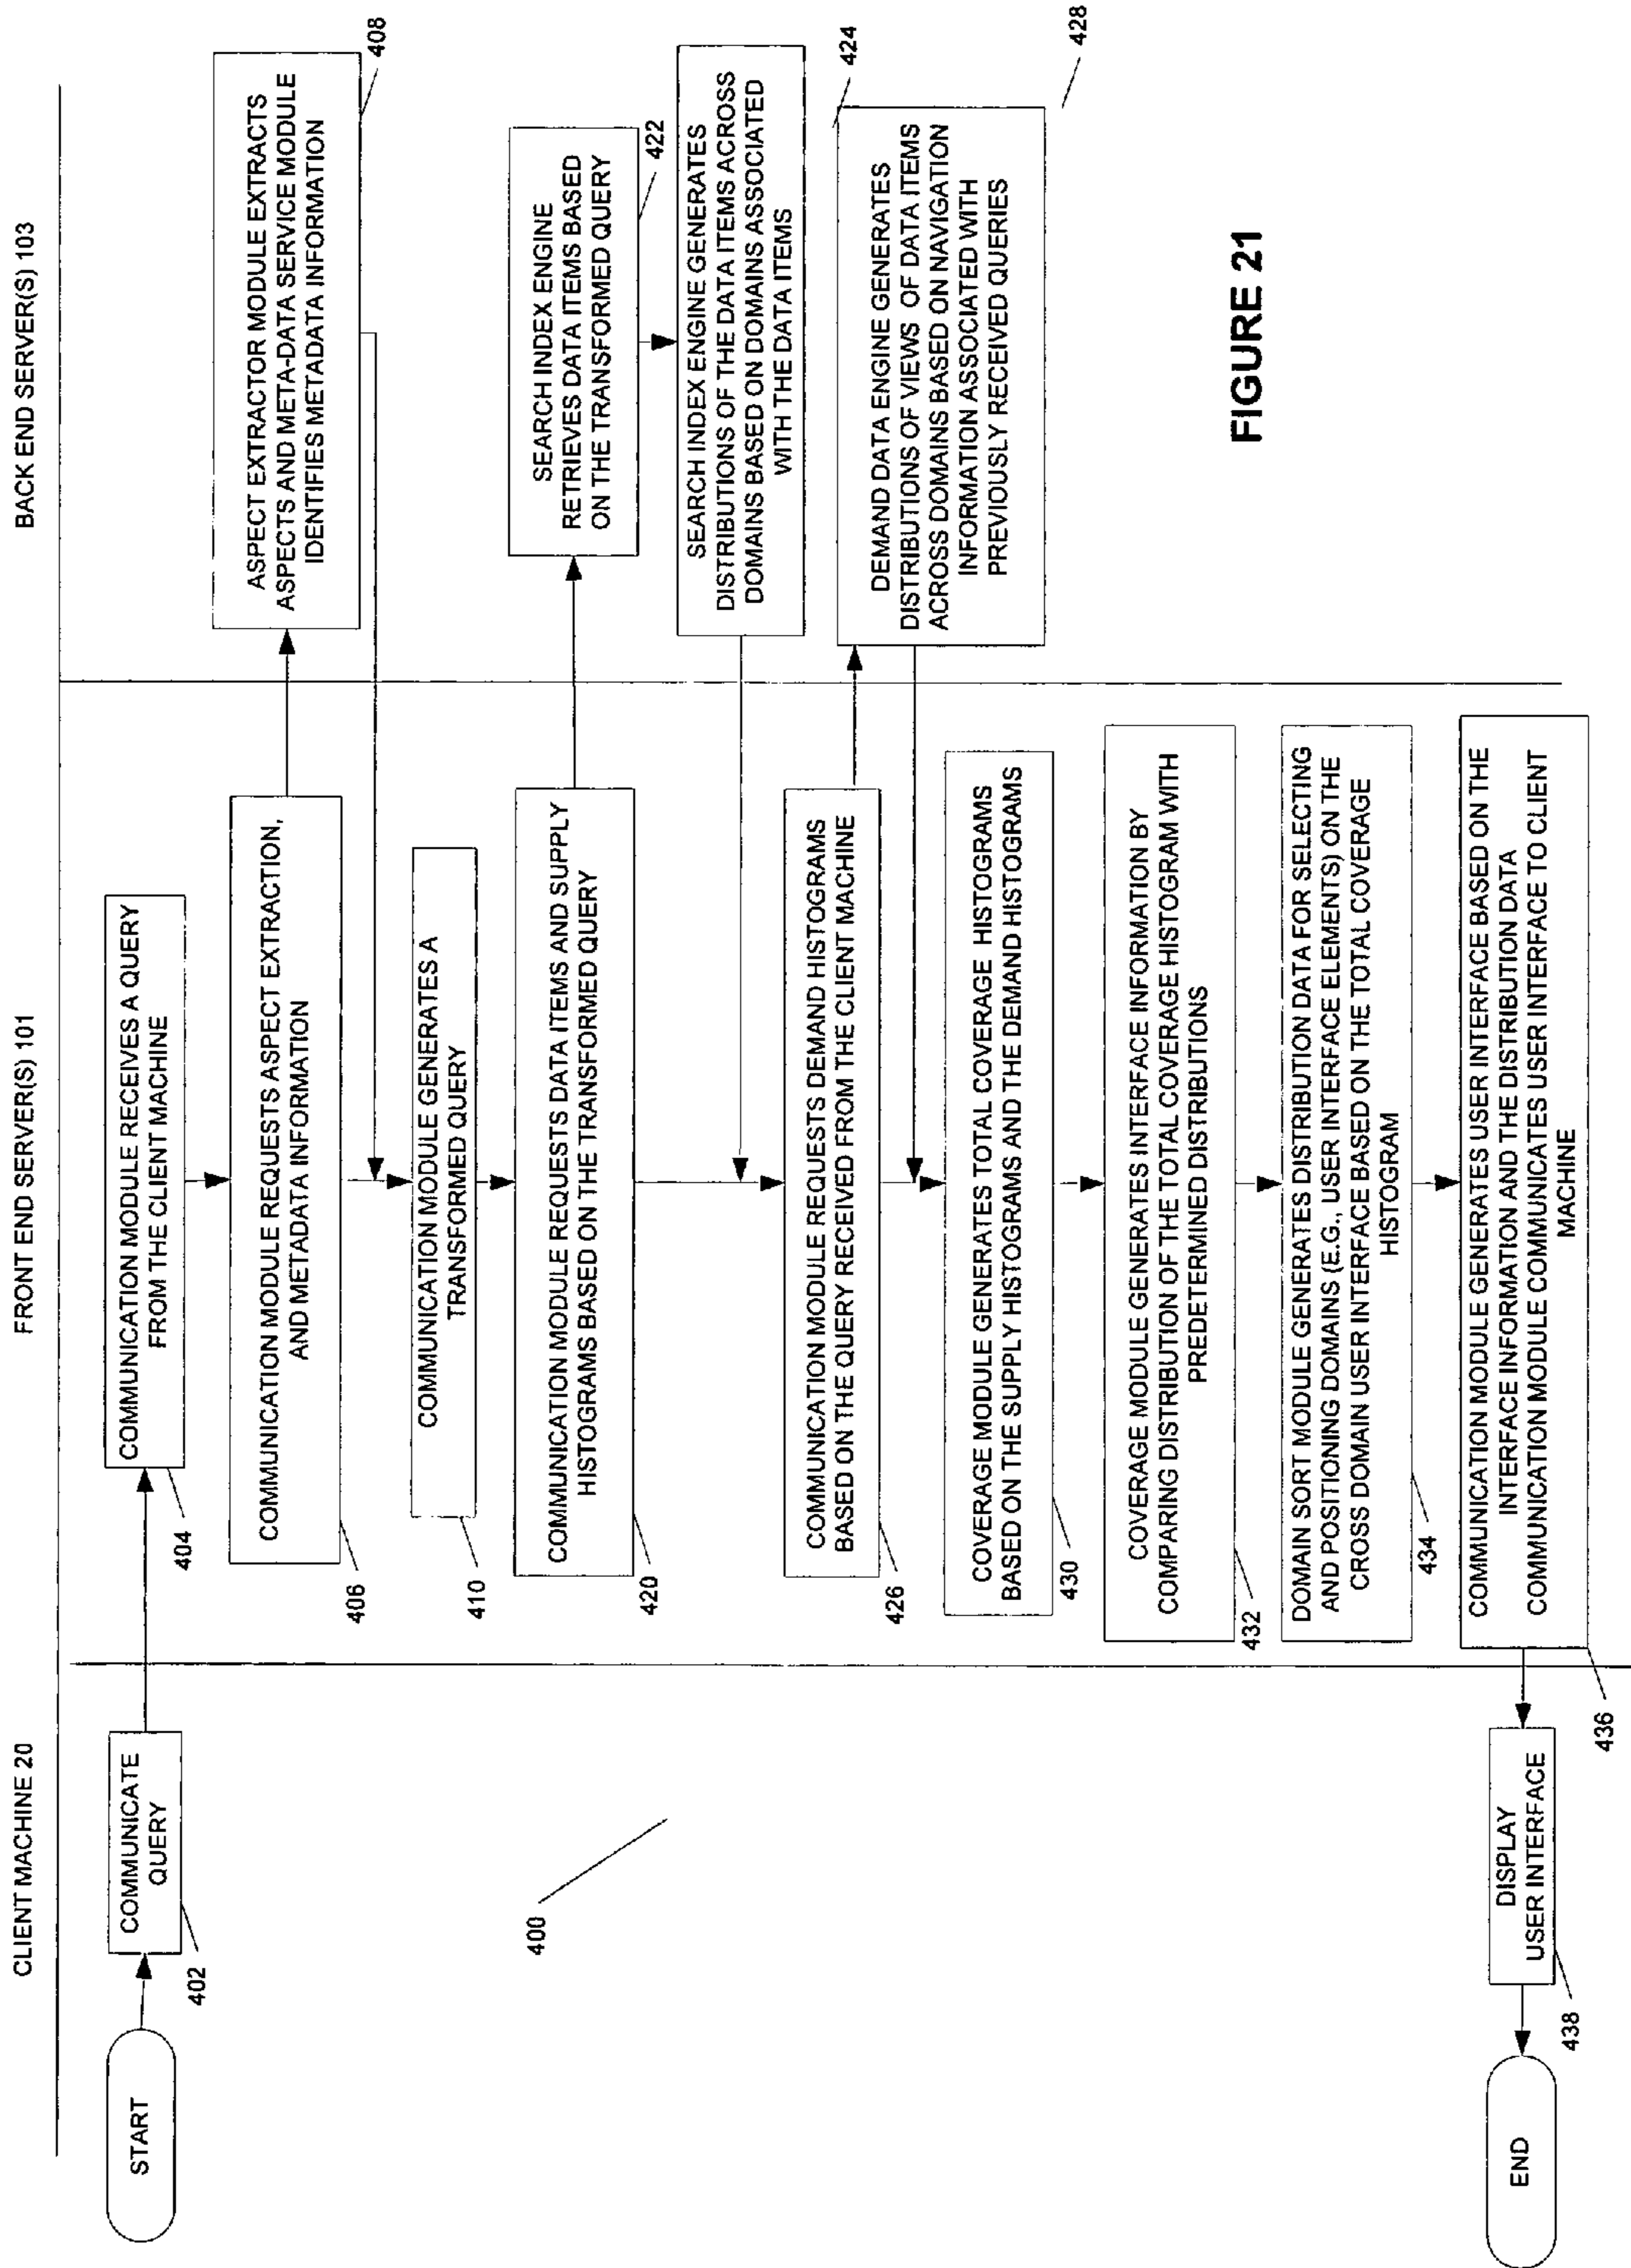 CLIENT MACHINE 20
FRONT END SERVER(S) 101
BACK END SERVER(S) 103
START
COMMUNICATE
QUERY
402
COMMUNICATION MODULE RECEIVES A QUERY
FROM THE CLIENT MACHINE
404
COMMUNICATION MODULE REQUESTS ASPECT EXTRACTION,
AND METADATA INFORMATION
406
ASPECT EXTRACTOR MODULE EXTRACTS
ASPECTS AND META-DATA SERVICE MODULE
IDENTIFIES METADATA INFORMATION
408
COMMUNICATION MODULE GENERATES A
TRANSFORMED QUERY
410
COMMUNICATION MODULE REQUESTS DATA ITEMS AND SUPPLY
HISTOGRAMS BASED ON THE TRANSFORMED QUERY
420
SEARCH INDEX ENGINE
RETRIEVES DATA ITEMS BASED
ON THE TRANSFORMED QUERY
422
SEARCH INDEX ENGINE GENERATES
DISTRIBUTIONS OF THE DATA ITEMS ACROSS
DOMAINS BASED ON DOMAINS ASSOCIATED
WITH THE DATA ITEMS
424
COMMUNICATION MODULE REQUESTS DEMAND HISTOGRAMS
BASED ON THE QUERY RECEIVED FROM THE CLIENT MACHINE
426
DEMAND DATA ENGINE GENERATES
DISTRIBUTIONS OF VIEWS OF DATA ITEMS
ACROSS DOMAINS BASED ON NAVIGATION
INFORMATION ASSOCIATED WITH
PREVIOUSLY RECEIVED QUERIES
428
COVERAGE MODULE GENERATES TOTAL COVERAGE HISTOGRAMS
BASED ON THE SUPPLY HISTOGRAMS AND THE DEMAND HISTOGRAMS
430
COVERAGE MODULE GENERATES INTERFACE INFORMATION BY
COMPARING DISTRIBUTION OF THE TOTAL COVERAGE HISTOGRAM WITH
PREDETERMINED DISTRIBUTIONS
432
DOMAIN SORT MODULE GENERATES DISTRIBUTION DATA FOR SELECTING
AND POSITIONING DOMAINS (E.G., USER INTERFACE ELEMENTS) ON THE
CROSS DOMAIN USER INTERFACE BASED ON THE TOTAL COVERAGE
HISTOGRAM
434
COMMUNICATION MODULE GENERATES USER INTERFACE BASED ON THE
INTERFACE INFORMATION AND THE DISTRIBUTION DATA
COMMUNICATION MODULE COMMUNICATES USER INTERFACE TO CLIENT
MACHINE
436
DISPLAY
USER INTERFACE
438
END
400
FIGURE 21